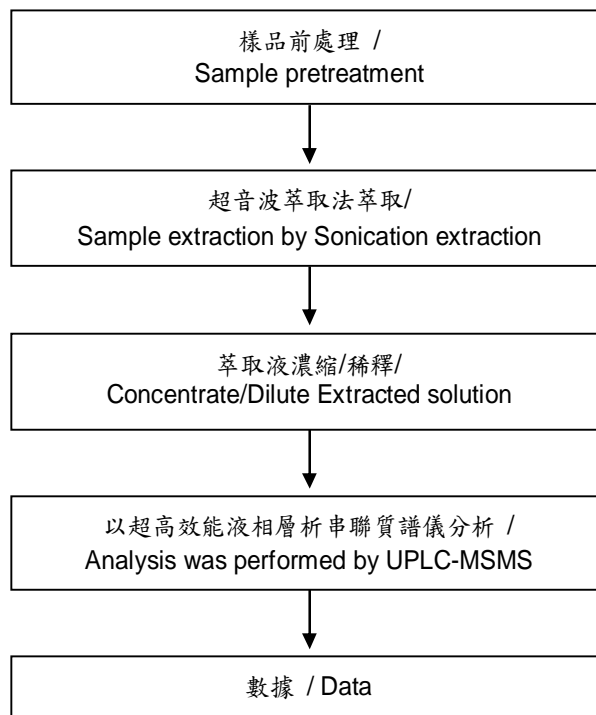 樣品前處理 /
Sample pretreatment
超音波萃取法萃取/
Sample extraction by Sonication extraction
萃取液濃縮/稀釋/
Concentrate/Dilute Extracted solution
以超高效能液相層析串聯質譜儀分析 /
Analysis was performed by UPLC-MSMS
數據 / Data